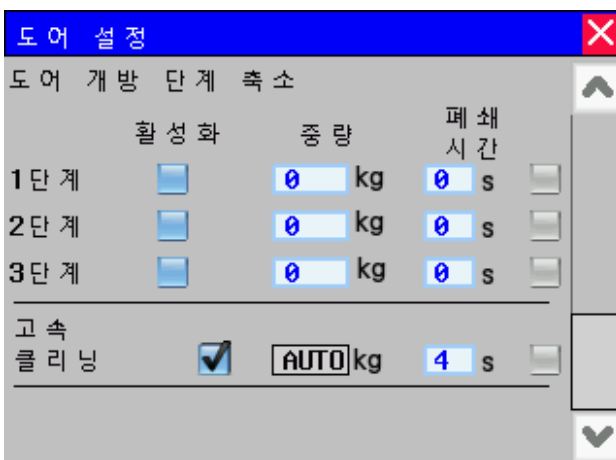 도어 설정
도어 개방 단계 축소
활성화 중량 폐쇄 시간
1단계 0 kg 0 s
2단계 0 kg 0 s
3단계 0 kg 0 s
고속
클리닝 AUTO kg 4 s